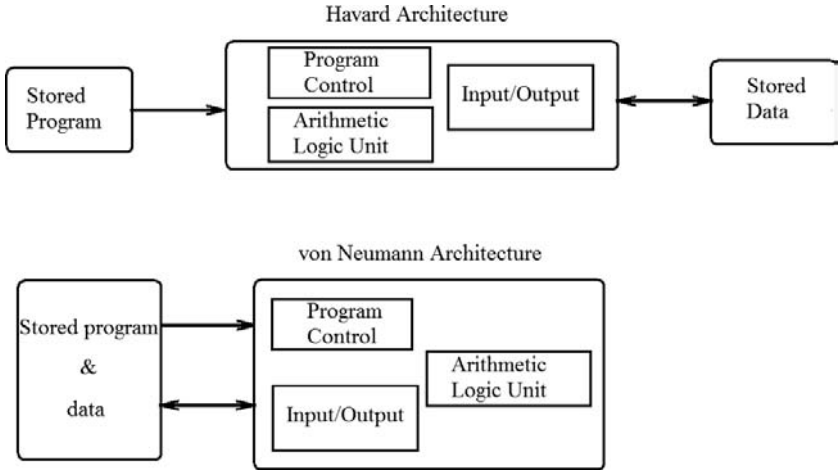 Havard Architecture
Stored
Program
Program
Control
Arithmetic
Logic Unit
Input/Output
Stored
Data
von Neumann Architecture
Stored program
&
data
Program
Control
Input/Output
Arithmetic
Logic Unit